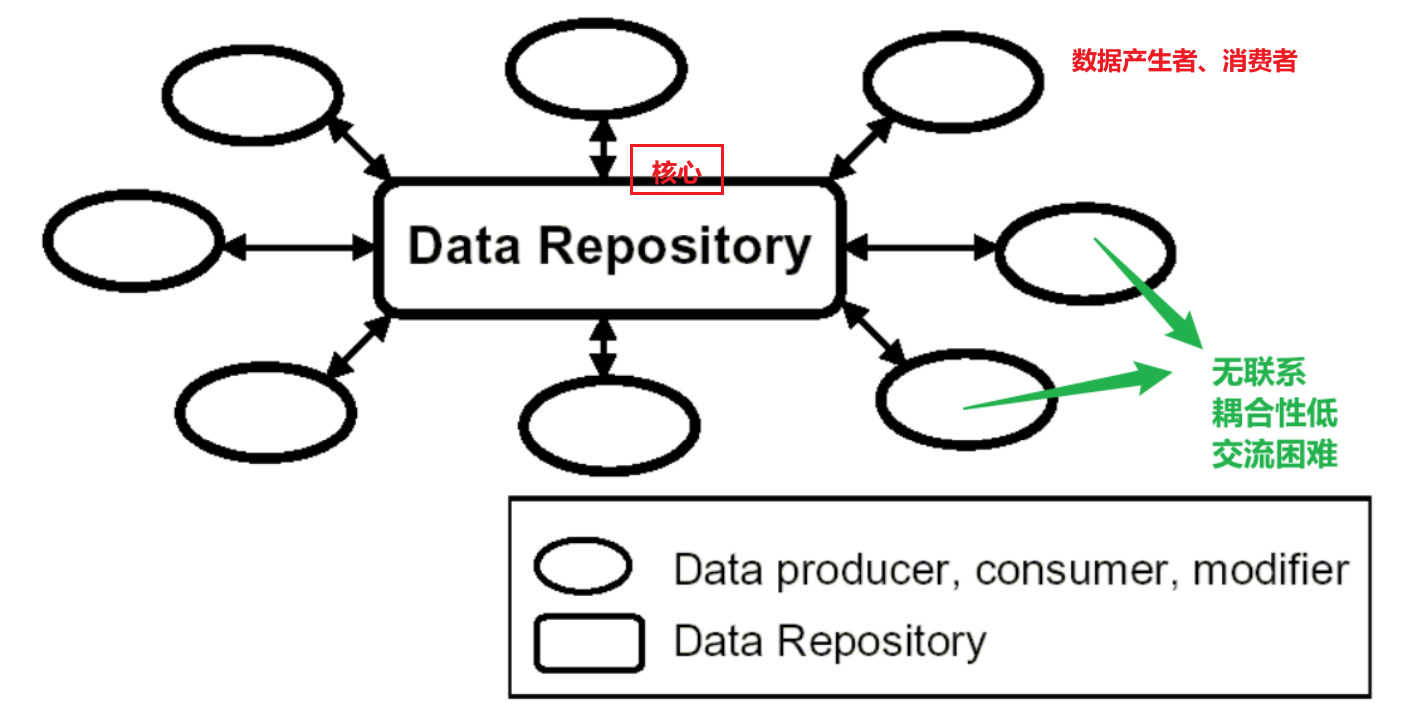 数据产生者、消费者
核心
Data Repository
无联系
耦合性低
交流困难
Data producer, consumer, modifier
Data Repository